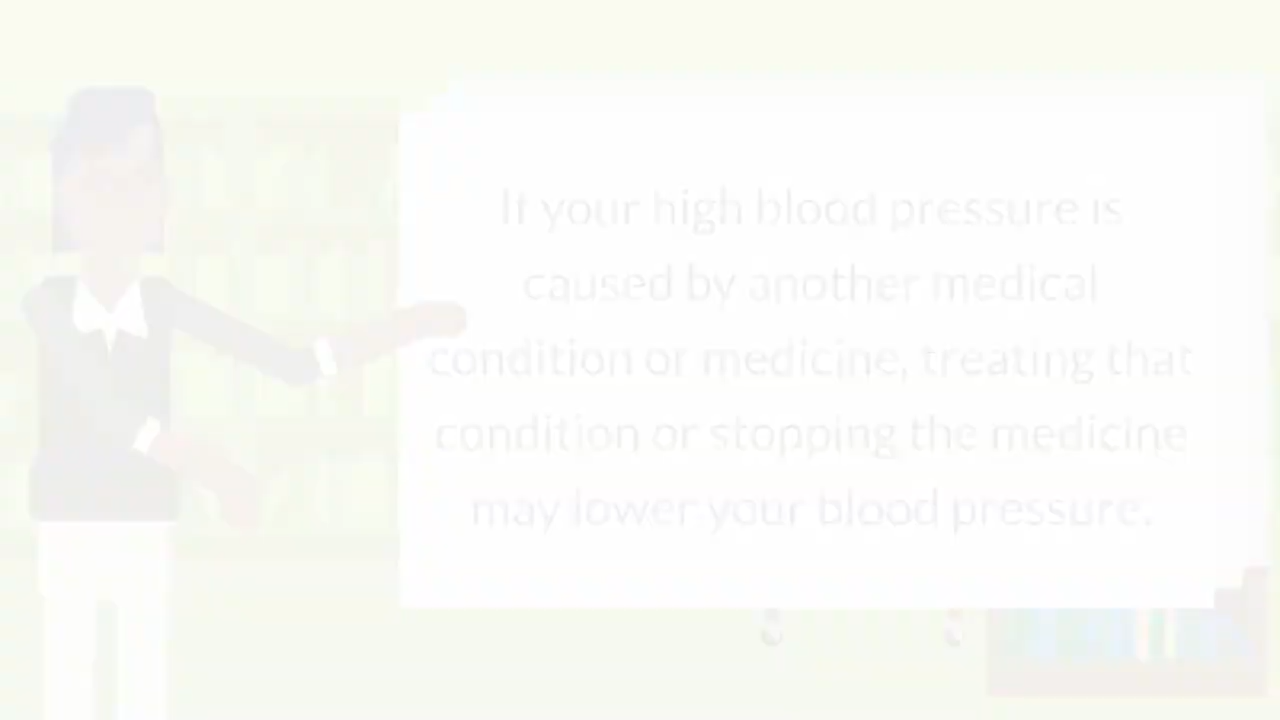 If your high blood pressure is
caused by another medical
condition or medicine, treating that
condition or stopping the medicine
may lower your blood pressure.